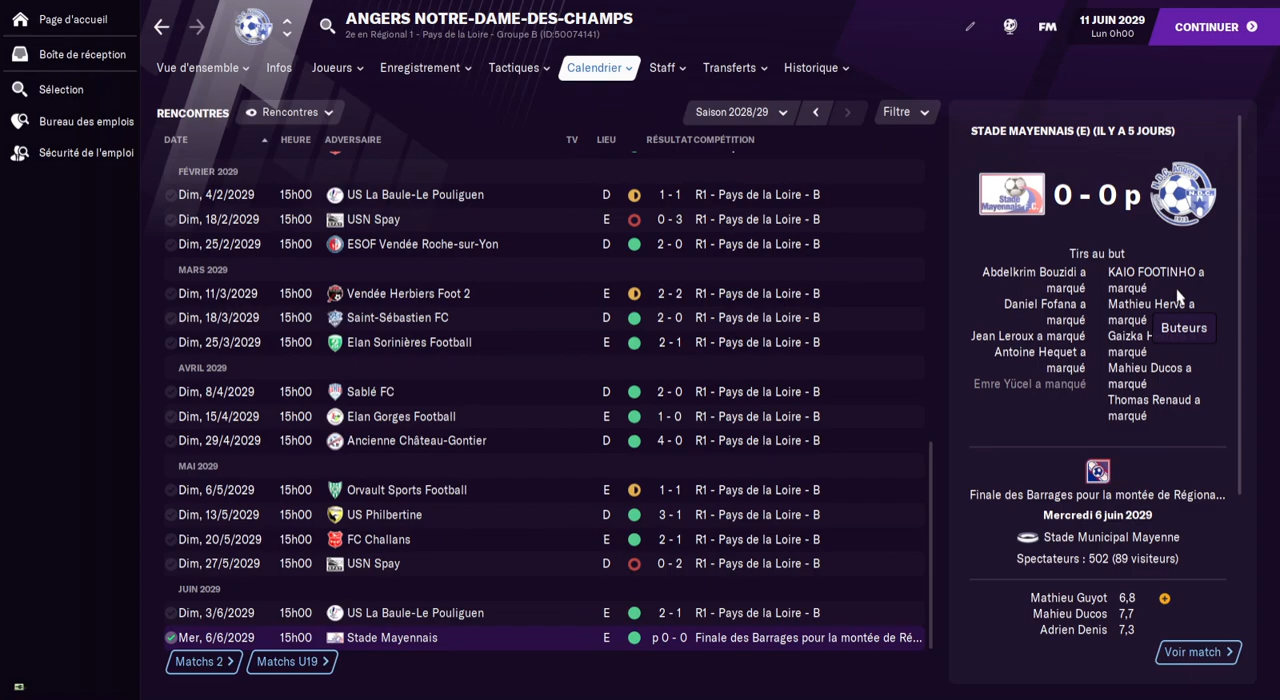 Page d'accueil
Boîte de réception
Sélection
Bureau des emplois
Sécurité de l'emploi
ANGERS NOTRE-DAME-DES-CHAMPS
2e en Régional 1 - Pays de la Loire - Groupe B (ID:50074141)
FM
11 JUIN 2029
Lun 0h00
CONTINUER
Vue d'ensemble Infos Joueurs Enregistrement Tactiques Calendrier Staff Transferts Historique
RENCONTRES Rencontres Saison 2028/29 Filtre
DATE HEURE ADVERSAIRE TV LIEU RÉSULTAT COMPÉTITION
FÉVRIER 2029
Dim, 4/2/2029 15h00 US La Baule-Le Pouliguen D 1 - 1 R1 - Pays de la Loire - B
Dim, 18/2/2029 15h00 USN Spay E 0 - 3 R1 - Pays de la Loire - B
Dim, 25/2/2029 15h00 ESOF Vendée Roche-sur-Yon D 2 - 0 R1 - Pays de la Loire - B
MARS 2029
Dim, 11/3/2029 15h00 Vendée Herbiers Foot 2 E 2 - 2 R1 - Pays de la Loire - B
Dim, 18/3/2029 15h00 Saint-Sébastien FC D 2 - 0 R1 - Pays de la Loire - B
Dim, 25/3/2029 15h00 Elan Sorinières Football E 2 - 1 R1 - Pays de la Loire - B
AVRIL 2029
Dim, 8/4/2029 15h00 Sablé FC D 2 - 0 R1 - Pays de la Loire - B
Dim, 15/4/2029 15h00 Elan Gorges Football E 1 - 0 R1 - Pays de la Loire - B
Dim, 29/4/2029 15h00 Ancienne Château-Gontier D 4 - 0 R1 - Pays de la Loire - B
MAI 2029
Dim, 6/5/2029 15h00 Orvault Sports Football E 1 - 1 R1 - Pays de la Loire - B
Dim, 13/5/2029 15h00 US Philbertine D 3 - 1 R1 - Pays de la Loire - B
Dim, 20/5/2029 15h00 FC Challans E 2 - 1 R1 - Pays de la Loire - B
Dim, 27/5/2029 15h00 USN Spay D 0 - 2 R1 - Pays de la Loire - B
JUIN 2029
Dim, 3/6/2029 15h00 US La Baule-Le Pouliguen E 2 - 1 R1 - Pays de la Loire - B
Mer, 6/6/2029 15h00 Stade Mayennais E p 0 - 0 Finale des Barrages pour la montée de Ré...
Matchs 2 Matchs U19
STADE MAYENNAIS (E) (IL Y A 5 JOURS)
0 - 0 p
Tirs au but
Abdelkrim Bouzidi a
marqué
Daniel Fofana a
marqué
Jean Leroux a marqué
Antoine Hequet a
marqué
Emre Yücel a manqué
KAIO FOOTINHO a
marqué
Mathieu Hervé a
marqué
Gaizka
marqué
Mahieu Ducos a
marqué
Thomas Renaud a
marqué
Buteurs
Finale des Barrages pour la montée de Régiona...
Mercredi 6 juin 2029
Stade Municipal Mayenne
Spectateurs : 502 (89 visiteurs)
Mathieu Guyot 6,8
Mahieu Ducos 7,7
Adrien Denis 7,3
Voir match